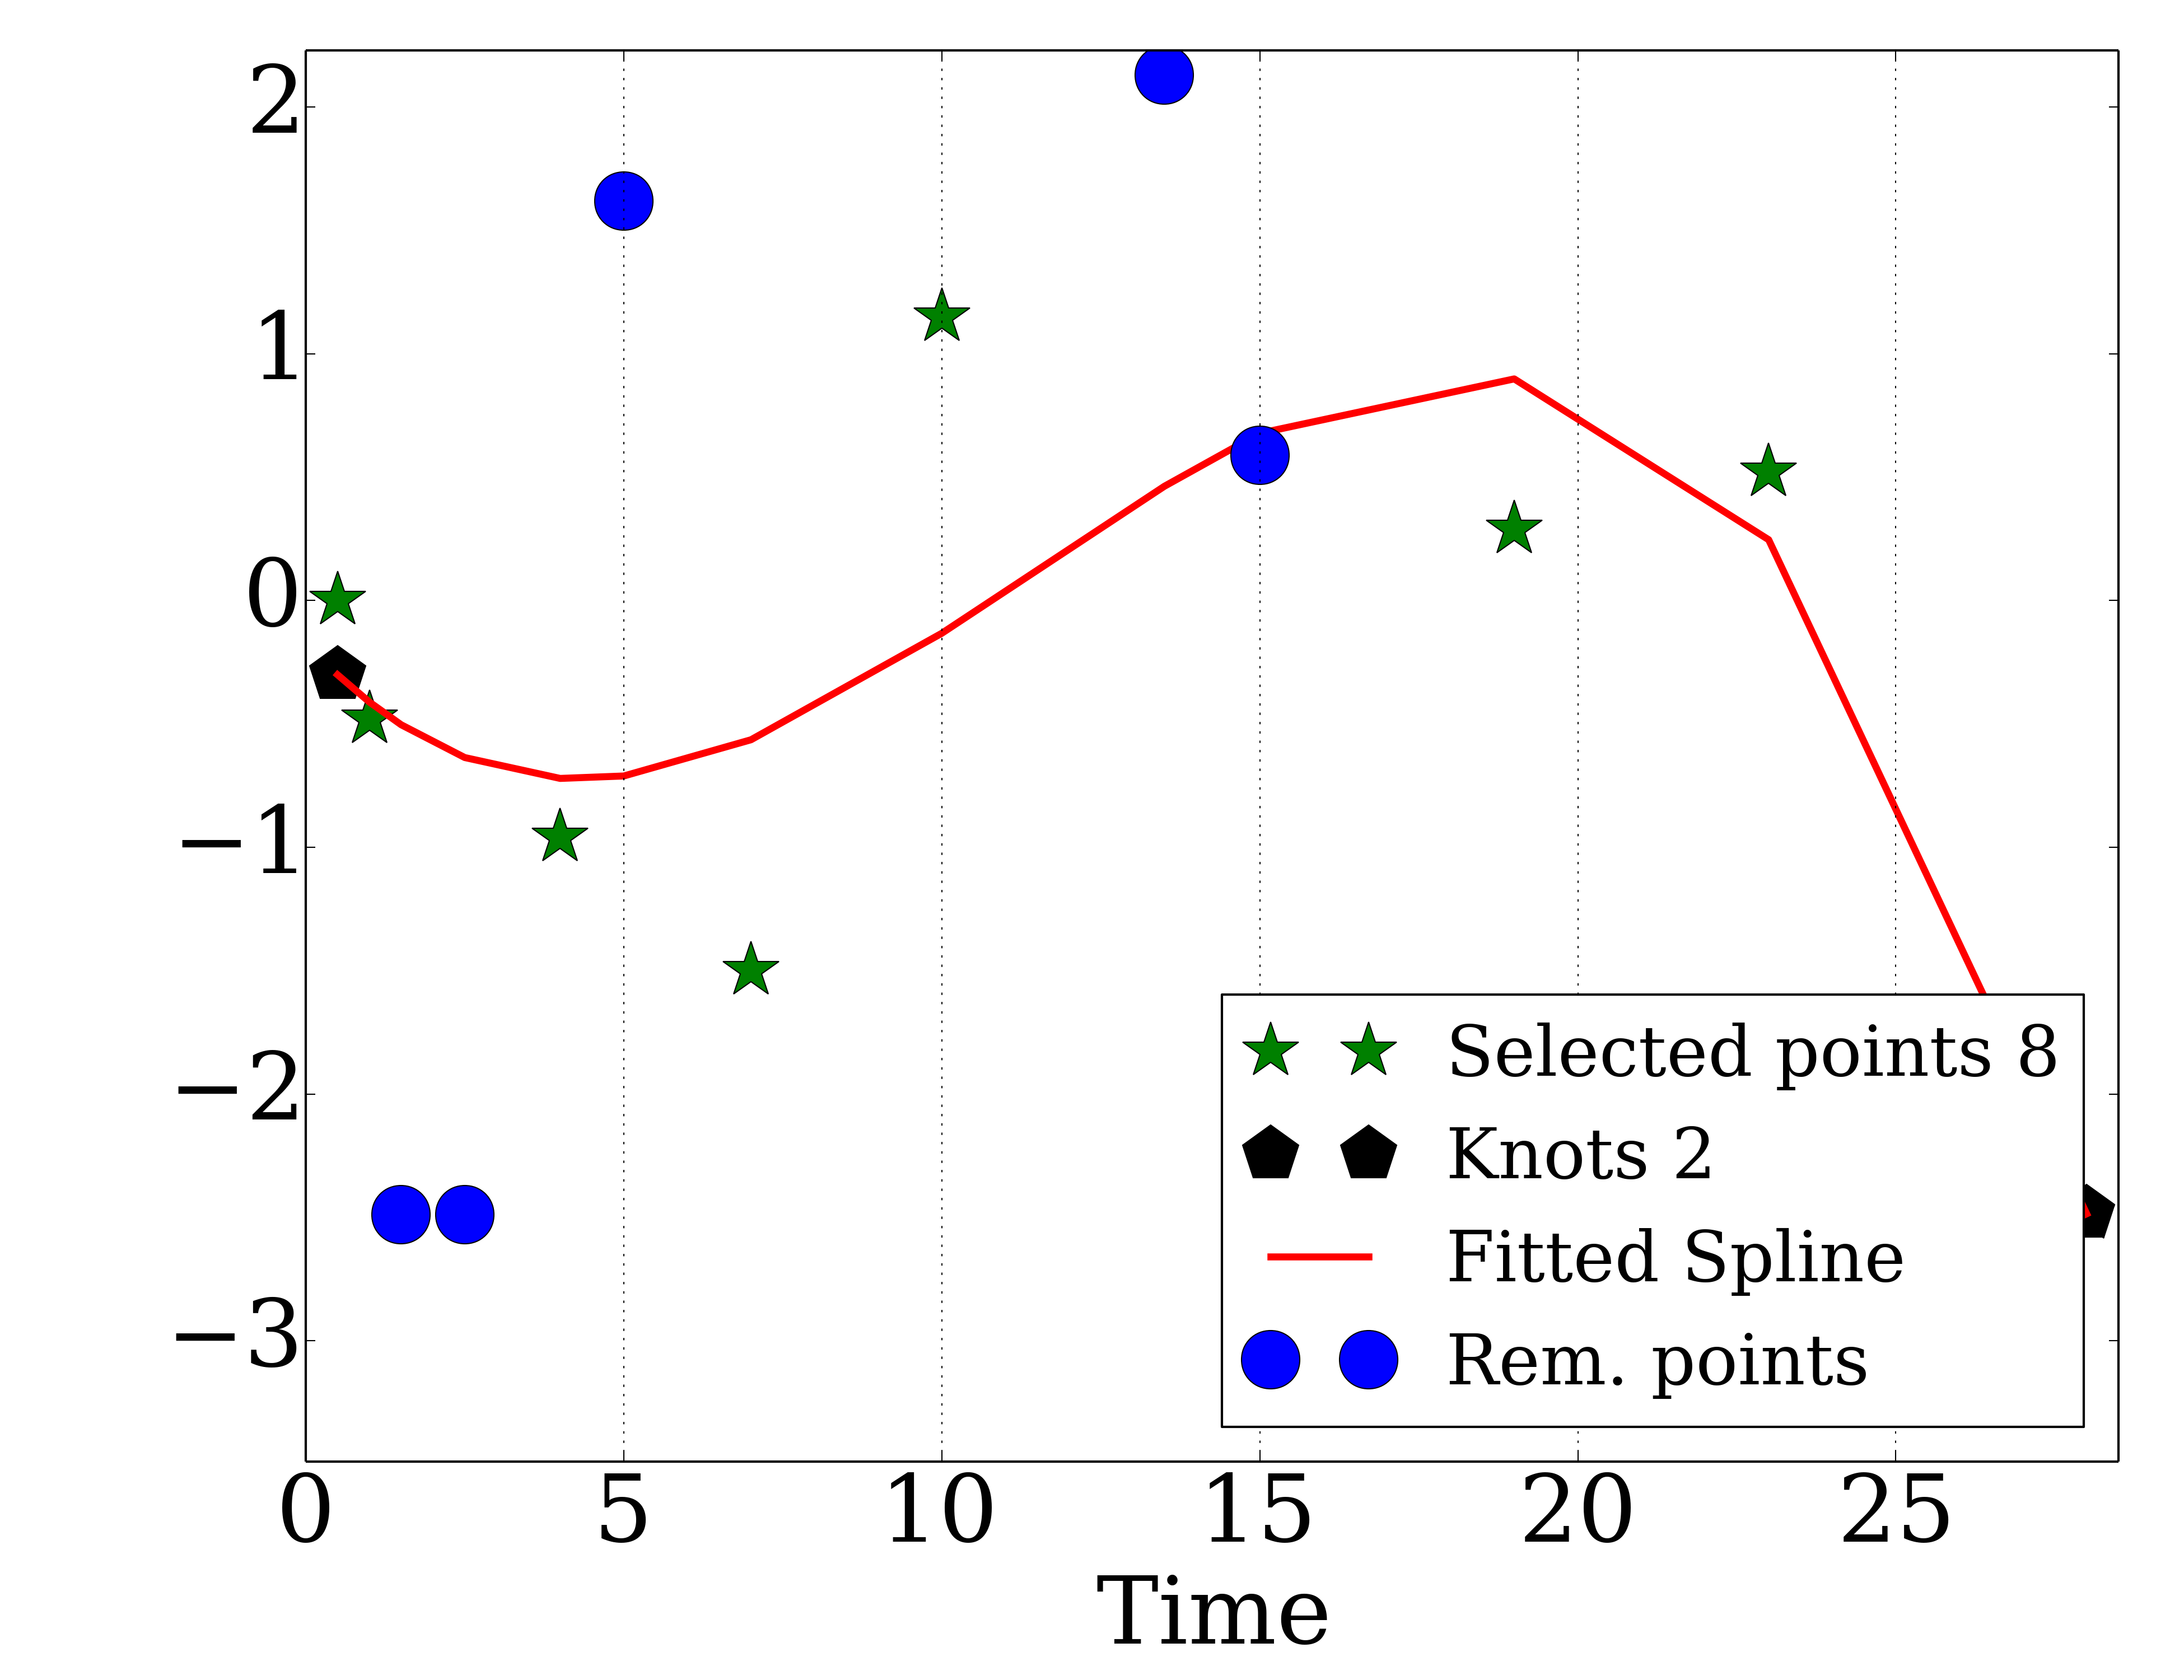 2
1
0
−1
−2
−3
Selected points 8
Knots 2
Fitted Spline
Rem. points
0 5 10 15 20 25
Time